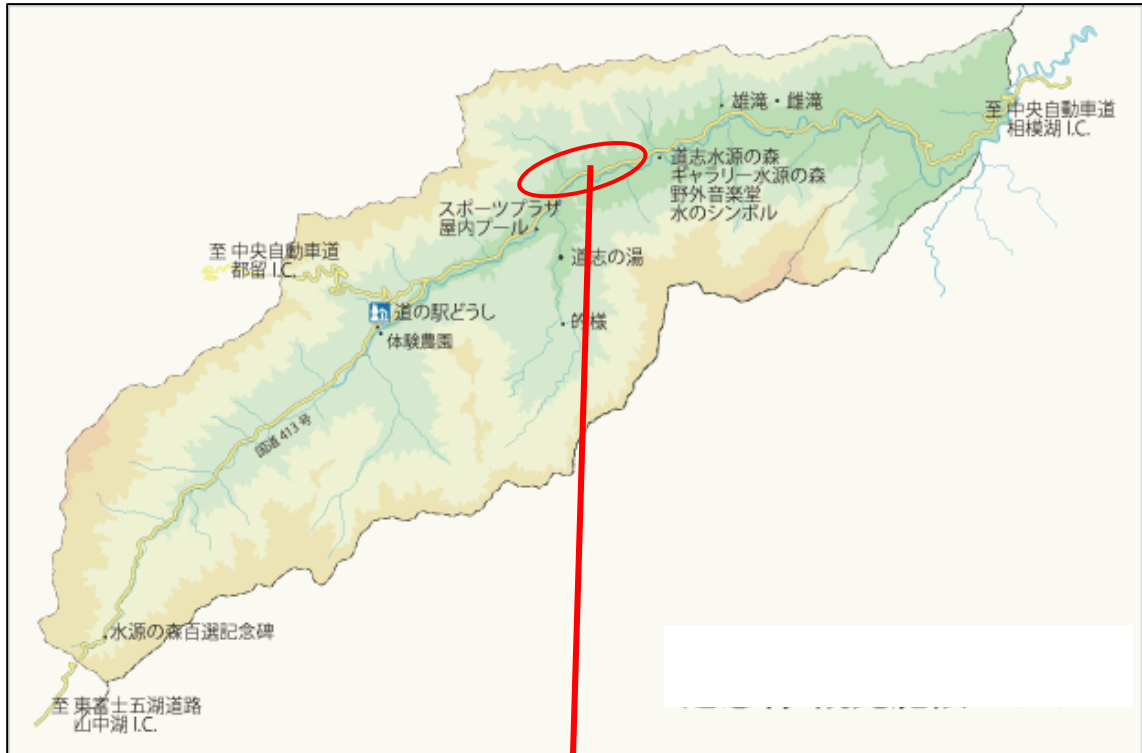 雄滝・雌滝
至 中央自動車道
相模湖 I.C.
道志水源の森
ギャラリー水源の森
野外音楽堂
水のシンボル
スポーツプラザ
屋内プール
至 中央自動車道
都留 I.C.
道志の湯
道の駅どうし
的様
体験農園
国道 413 号
水源の森百選記念碑
至 東富士五湖道路
山中湖 I.C.